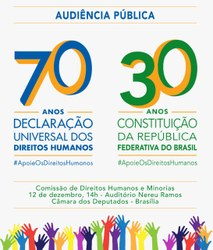 AUDIÊNCIA PÚBLICA
70
ANOS
DECLARAÇÃO
UNIVERSAL DOS
DIREITOS HUMANOS
#ApoieOsDireitosHumanos
30
ANOS
CONSTITUIÇÃO
DA REPÚBLICA
FEDERATIVA DO BRASIL
#ApoieOsDireitosHumanos
Comissão de Direitos Humanos e Minorias
12 de dezembro, 14h - Auditório Nereu Ramos
Câmara dos Deputados - Brasília